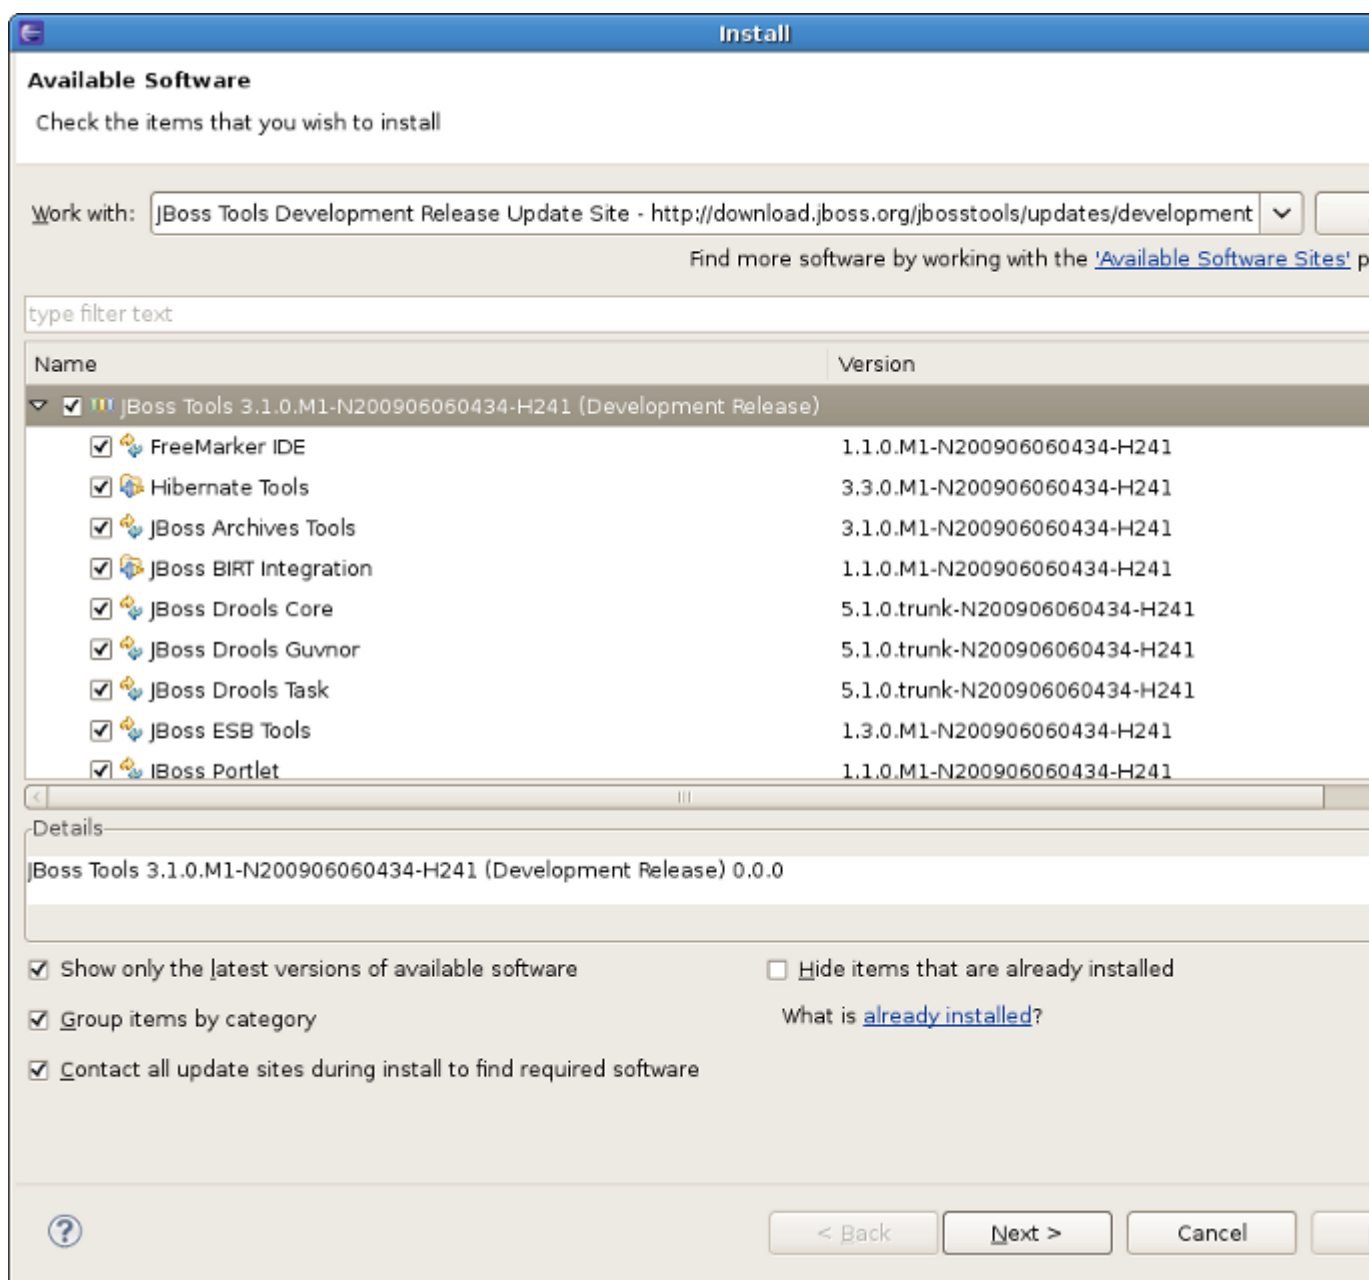 Install
Available Software
Check the items that you wish to install
Work with: JBoss Tools Development Release Update Site - http://download.jboss.org/jbosstools/updates/development
Find more software by working with the 'Available Software Sites' p
type filter text
Name Version
JBoss Tools 3.1.0.M1-N200906060434-H241 (Development Release)
FreeMarker IDE 1.1.0.M1-N200906060434-H241
Hibernate Tools 3.3.0.M1-N200906060434-H241
JBoss Archives Tools 3.1.0.M1-N200906060434-H241
JBoss BIRT Integration 1.1.0.M1-N200906060434-H241
JBoss Drools Core 5.1.0.trunk-N200906060434-H241
JBoss Drools Guvnor 5.1.0.trunk-N200906060434-H241
JBoss Drools Task 5.1.0.trunk-N200906060434-H241
JBoss ESB Tools 1.3.0.M1-N200906060434-H241
JBoss Portlet 1.1.0.M1-N200906060434-H241
Details
JBoss Tools 3.1.0.M1-N200906060434-H241 (Development Release) 0.0.0
Show only the latest versions of available software Hide items that are already installed
Group items by category What is already installed?
Contact all update sites during install to find required software
? < Back Next > Cancel